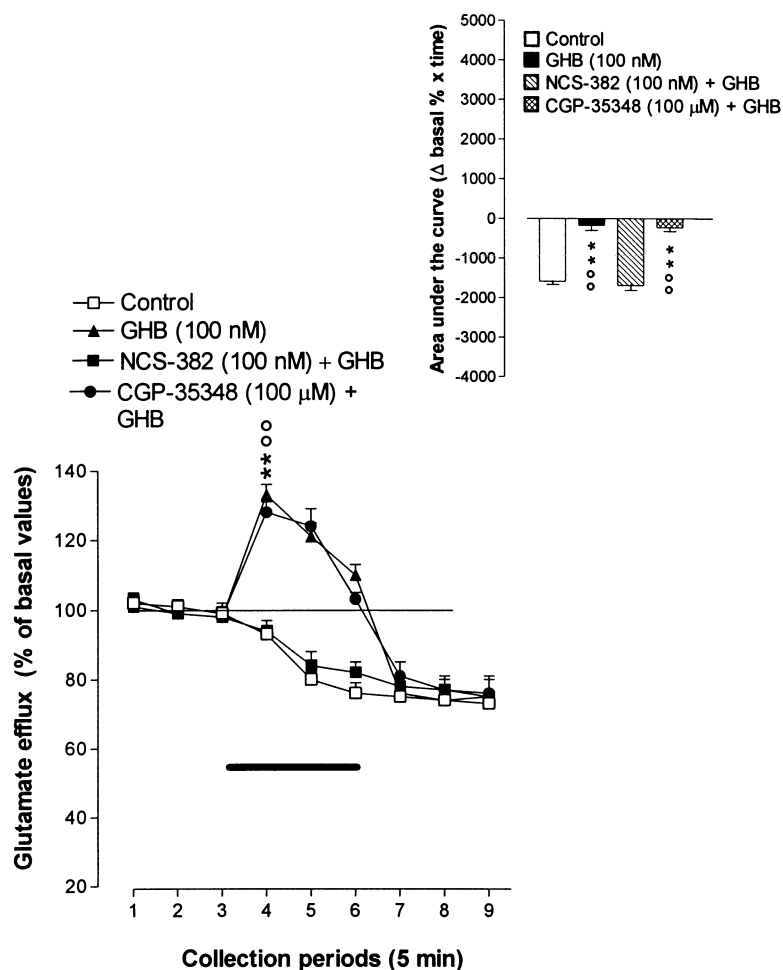 5000
4000
3000
2000
1000
0
-1000
-2000
-3000
-4000
Area under the curve (Δ basal % x time)
Control
GHB (100 nM)
NCS-382 (100 nM) + GHB
CGP-35348 (100 μM) + GHB
**°°
**°°
Control
GHB (100 nM)
NCS-382 (100 nM) + GHB
CGP-35348 (100 μM) +
GHB
**°°
140
120
100
80
60
40
20
Glutamate efflux (% of basal values)
1 2 3 4 5 6 7 8 9
Collection periods (5 min)